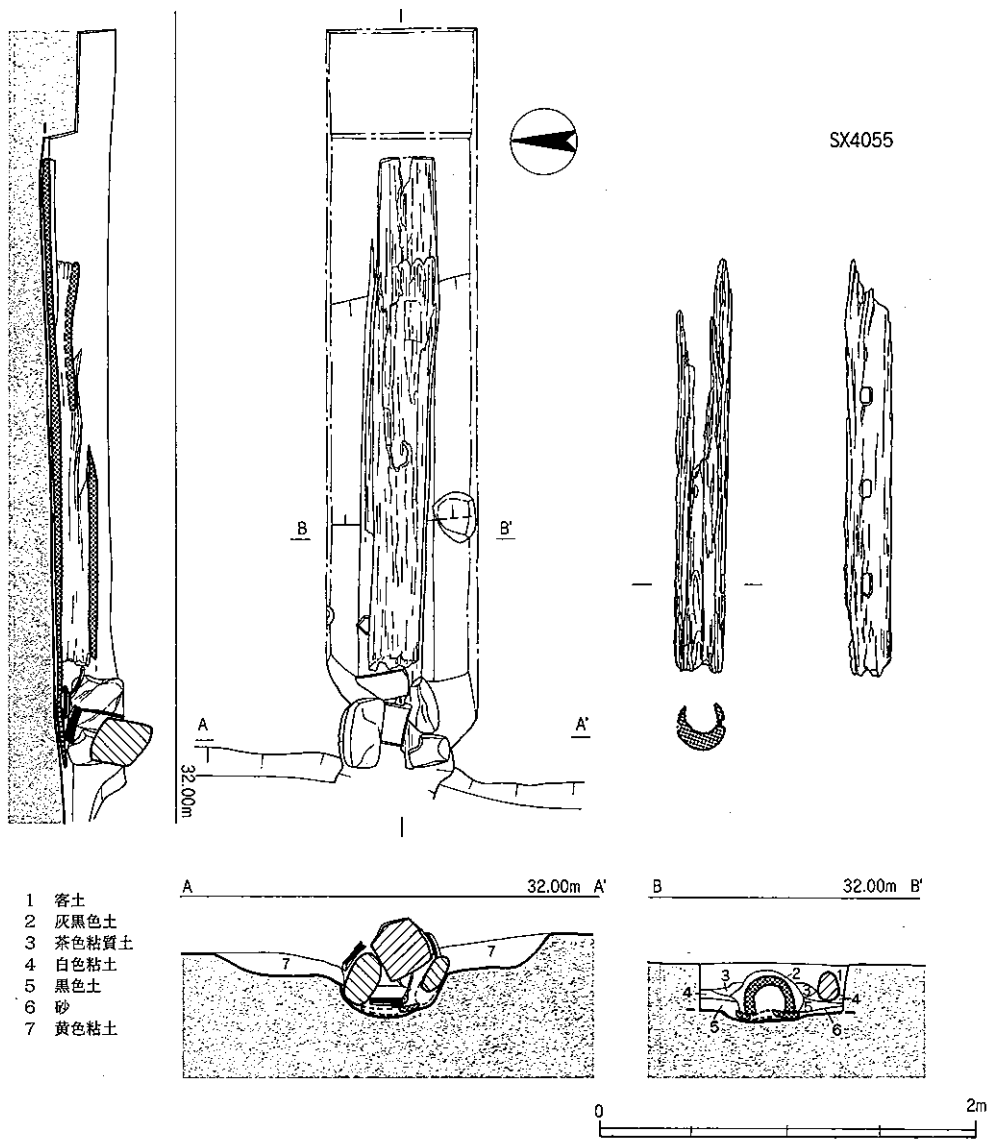 SX4055
B B'
A A'
32.00m
A 32.00m A'
B 32.00m B'
1 客土
2 灰黒色土
3 茶色粘質土
4 白色粘土
5 黒色土
6 砂
7 黄色粘土
7 7
3 2 1
4 4
5 6
0 2m